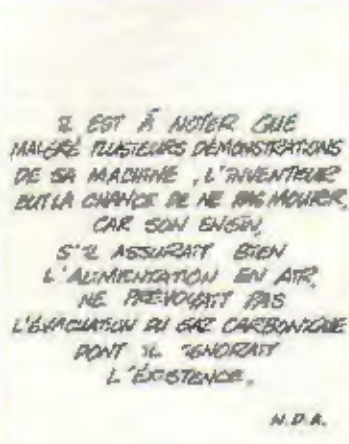 IL EST À NOTER QUE
MALGRÉ PLUSIEURS DÉMONSTRATIONS
DE SA MACHINE, L'INVENTEUR
EUT LA CHANCE DE NE PAS MOURIR,
CAR SON ENGIN,
S'IL ASSURAIT BIEN
L'ALIMENTATION EN AIR,
NE PRÉVOYAIT PAS
L'ÉVACUATION DU GAZ CARBONIQUE
DONT IL IGNORAIT
L'EXISTENCE.
N.D.A.